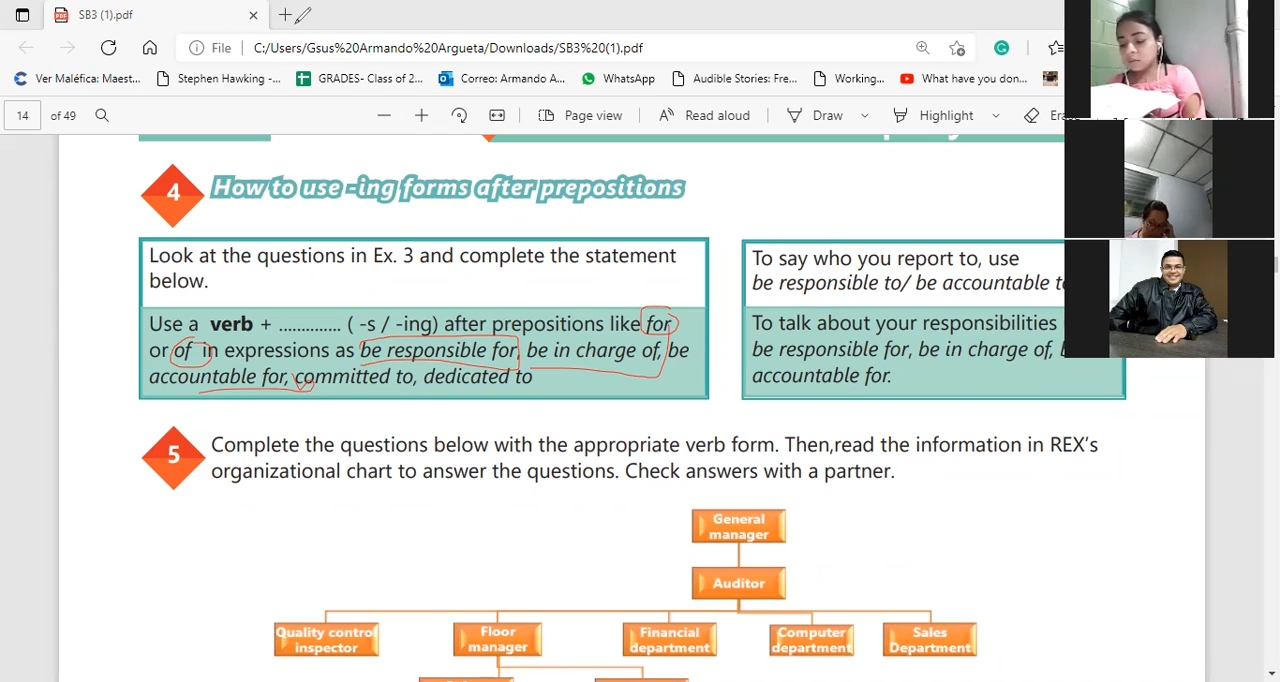 SB3 (1).pdf
File C:/Users/Gsus%20Armando%20Argueta/Downloads/SB3%20(1).pdf
Ver Maléfica: Maest... Stephen Hawking -... GRADES- Class of 2... Correo: Armando A... WhatsApp Audible Stories: Fre... Working... What have you don...
14 of 49 Page view Read aloud Draw Highlight
4 How to use -ing forms after prepositions
Look at the questions in Ex. 3 and complete the statement
below.
Use a verb + ............. ( -s / -ing) after prepositions like for
or of in expressions as be responsible for, be in charge of, be
accountable for, committed to, dedicated to
To say who you report to, use
be responsible to/ be accountable
To talk about your responsibilities
be responsible for, be in charge of,
accountable for.
5 Complete the questions below with the appropriate verb form. Then,read the information in REX's
organizational chart to answer the questions. Check answers with a partner.
General
manager
Auditor
Quality control
inspector
Floor
manager
Financial
department
Computer
department
Sales
Department